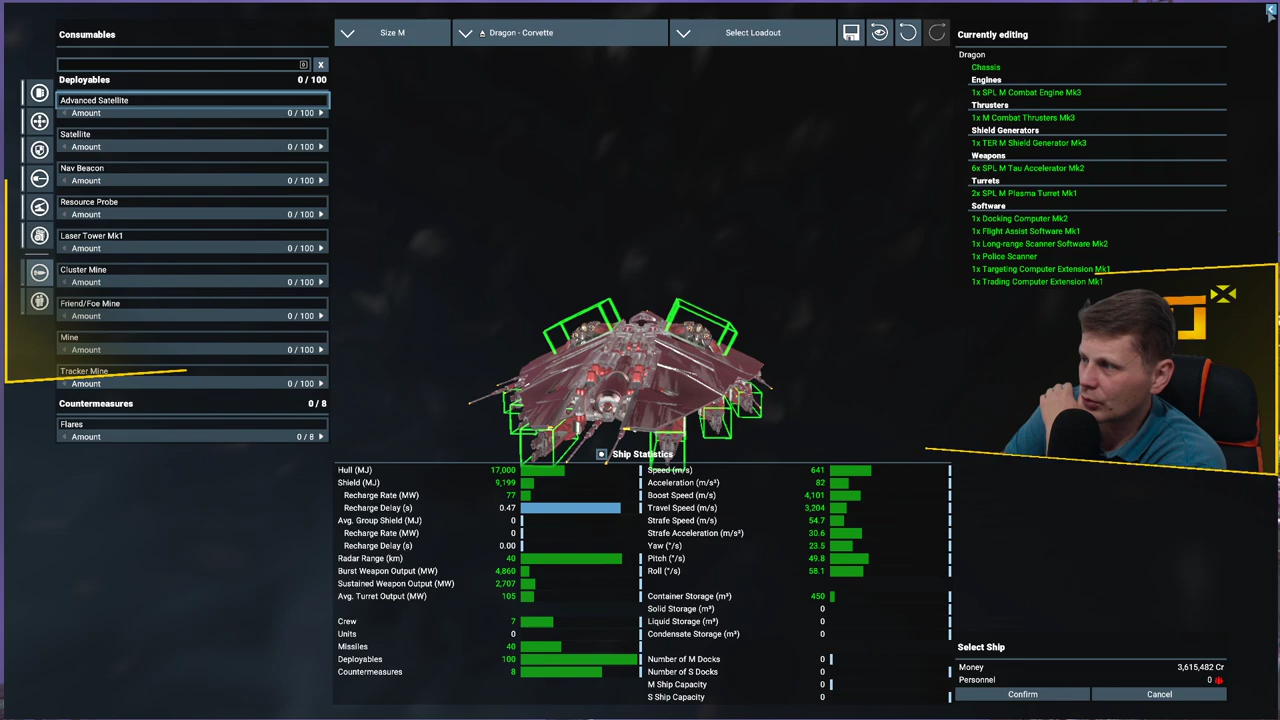 Consumables
x
Deployables 0 / 100
Advanced Satellite
Amount 0 / 100
Satellite
Amount 0 / 100
Nav Beacon
Amount 0 / 100
Resource Probe
Amount 0 / 100
Laser Tower Mk1
Amount 0 / 100
Cluster Mine
Amount 0 / 100
Friend/Foe Mine
Amount 0 / 100
Mine
Amount 0 / 100
Tracker Mine
Amount 0 / 100
Countermeasures 0 / 8
Flares
Amount 0 / 8
Size M
Dragon - Corvette
Select Loadout
Ship Statistics
Hull (MJ) 17,000
Shield (MJ) 9,199
Recharge Rate (MW) 77
Recharge Delay (s) 0.47
Avg. Group Shield (MJ) 0
Recharge Rate (MW) 0
Recharge Delay (s) 0.00
Radar Range (km) 40
Burst Weapon Output (MW) 4,860
Sustained Weapon Output (MW) 2,707
Avg. Turret Output (MW) 105
Crew 7
Units 0
Missiles 40
Deployables 100
Countermeasures 8
Speed (m/s) 641
Acceleration (m/s²) 82
Boost Speed (m/s) 4,101
Travel Speed (m/s) 3,204
Strafe Speed (m/s) 54.7
Strafe Acceleration (m/s²) 30.6
Yaw (°/s) 23.5
Pitch (°/s) 49.8
Roll (°/s) 58.1
Container Storage (m³) 450
Solid Storage (m³) 0
Liquid Storage (m³) 0
Condensate Storage (m³) 0
Number of M Docks 0
Number of S Docks 0
M Ship Capacity 0
S Ship Capacity 0
Currently editing
Dragon
Chassis
Engines
1x SPL M Combat Engine Mk3
Thrusters
1x M Combat Thrusters Mk3
Shield Generators
1x TER M Shield Generator Mk3
Weapons
6x SPL M Tau Accelerator Mk2
Turrets
2x SPL M Plasma Turret Mk1
Software
1x Docking Computer Mk2
1x Flight Assist Software Mk1
1x Long-range Scanner Software Mk2
1x Police Scanner
1x Targeting Computer Extension Mk1
1x Trading Computer Extension Mk1
Select Ship
Money 3,615,482 Cr
Personnel 0
Confirm Cancel